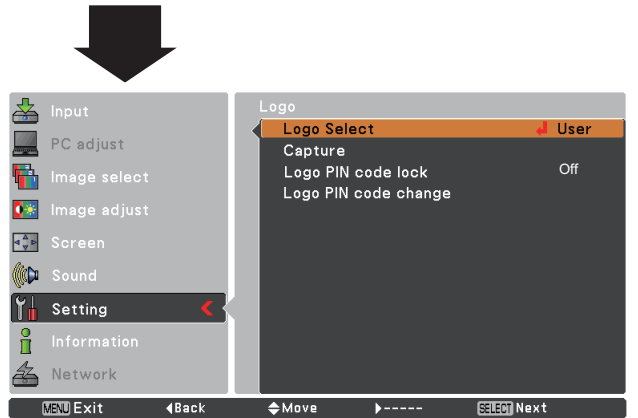 Input
PC adjust
Image select
Image adjust
Screen
Sound
Setting
Information
Network
Logo
Logo Select User
Capture
Logo PIN code lock Off
Logo PIN code change
MENU Exit Back Move ----- SELECT Next